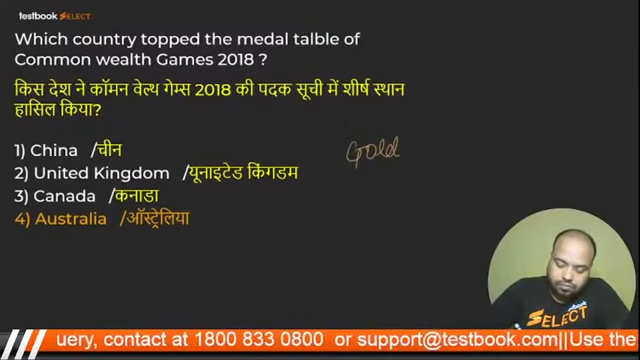 testbook SELECT
Which country topped the medal talble of
Common wealth Games 2018 ?
किस देश ने कॉमन वेल्थ गेम्स 2018 की पदक सूची में शीर्ष स्थान
हासिल किया?
1) China /चीन
Gold
2) United Kingdom /यूनाइटेड किंगडम
3) Canada /कनाडा
4) Australia /ऑस्ट्रेलिया
testbook
SELECT
uery, contact at 1800 833 0800 or support@testbook.com||Use the